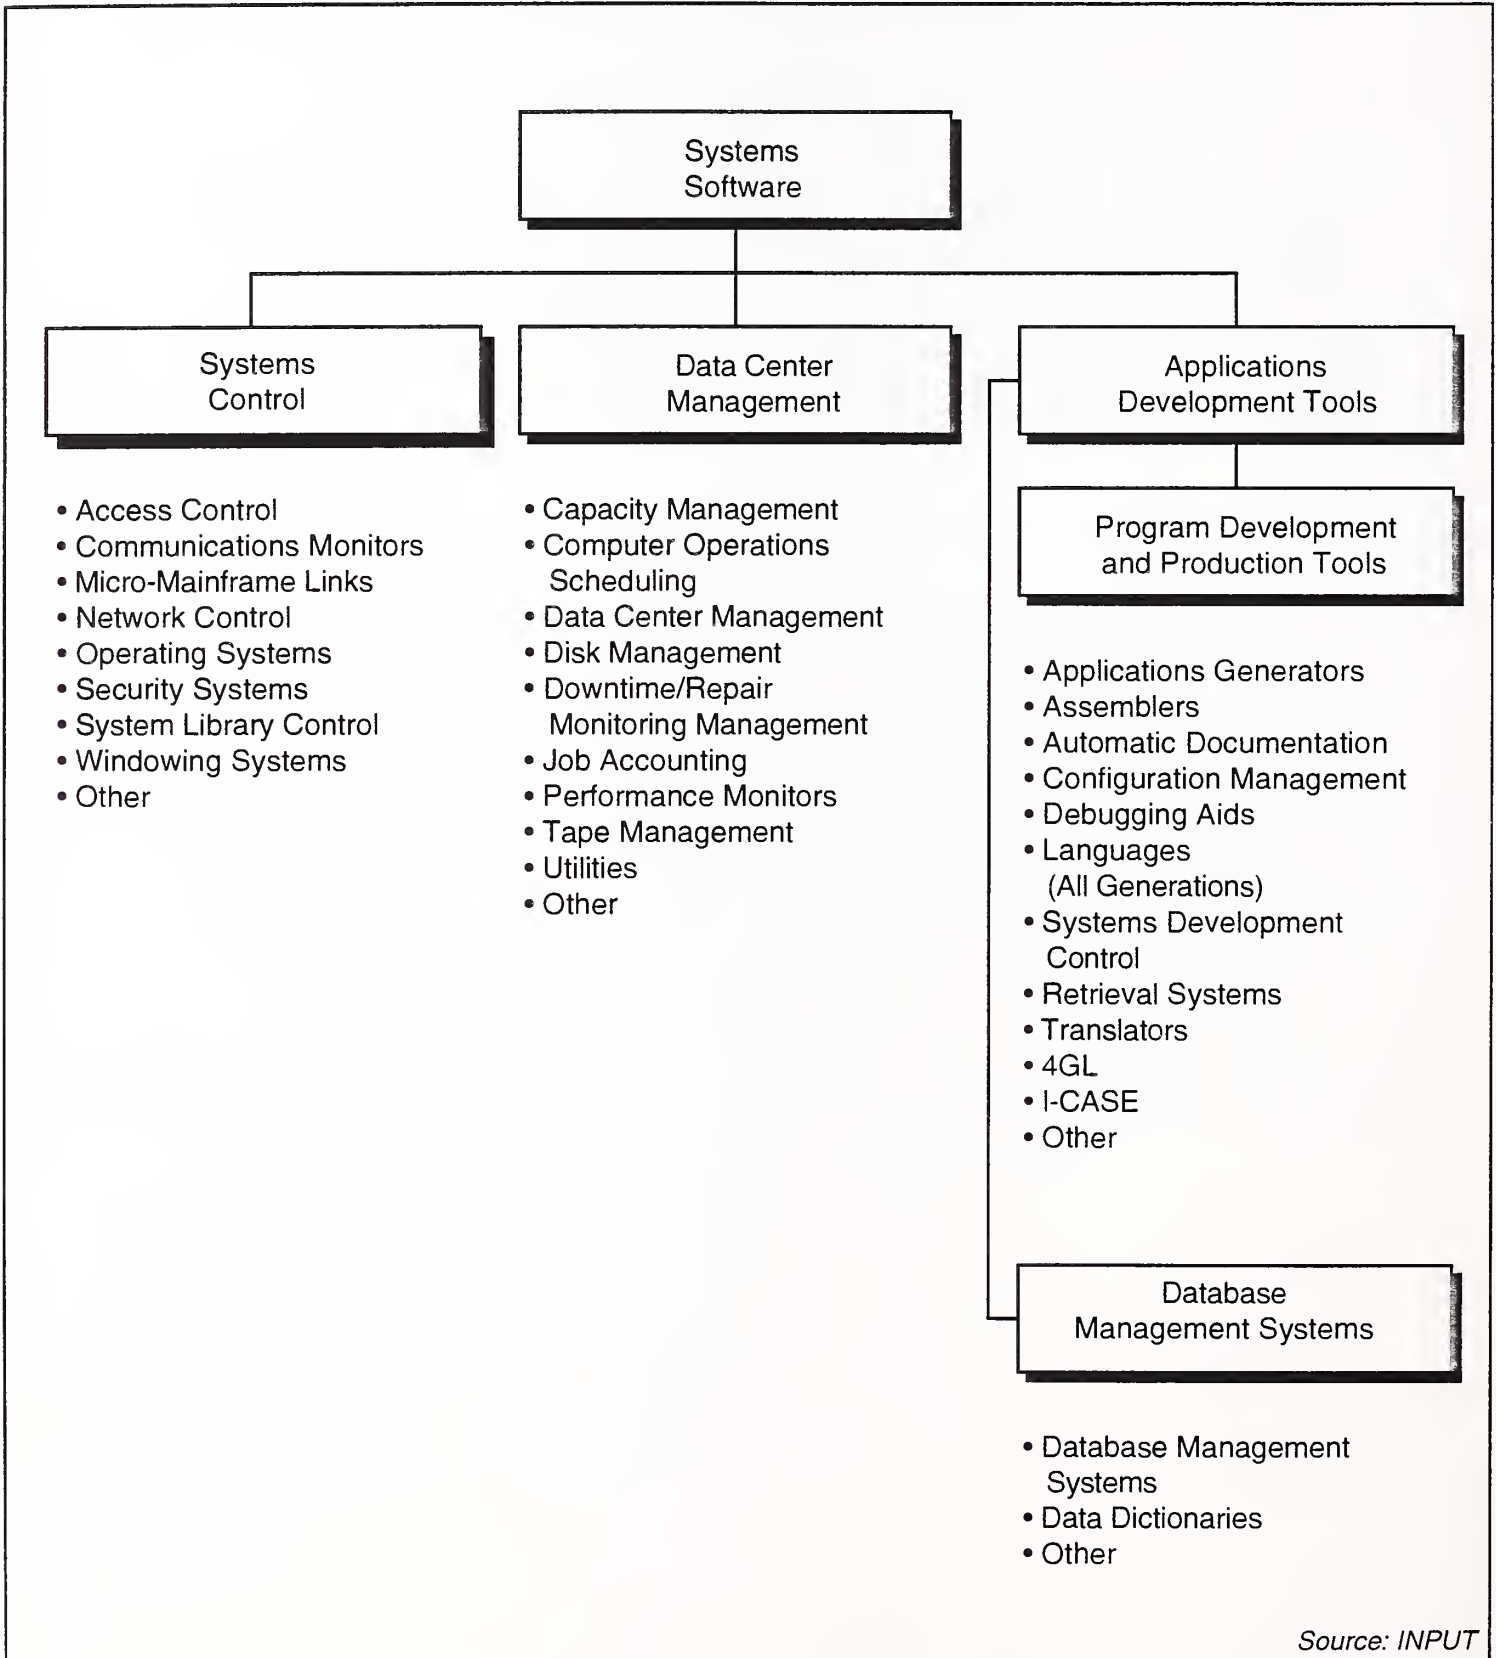 Systems
Software
Systems
Control
• Access Control
• Communications Monitors
• Micro-Mainframe Links
• Network Control
• Operating Systems
• Security Systems
• System Library Control
• Windowing Systems
• Other
Data Center
Management
• Capacity Management
• Computer Operations
Scheduling
• Data Center Management
• Disk Management
• Downtime/Repair
Monitoring Management
• Job Accounting
• Performance Monitors
• Tape Management
• Utilities
• Other
Applications
Development Tools
Program Development
and Production Tools
• Applications Generators
• Assemblers
• Automatic Documentation
• Configuration Management
• Debugging Aids
• Languages
(All Generations)
• Systems Development
Control
• Retrieval Systems
• Translators
• 4GL
• I-CASE
• Other
Database
Management Systems
• Database Management
Systems
• Data Dictionaries
• Other
Source: INPUT